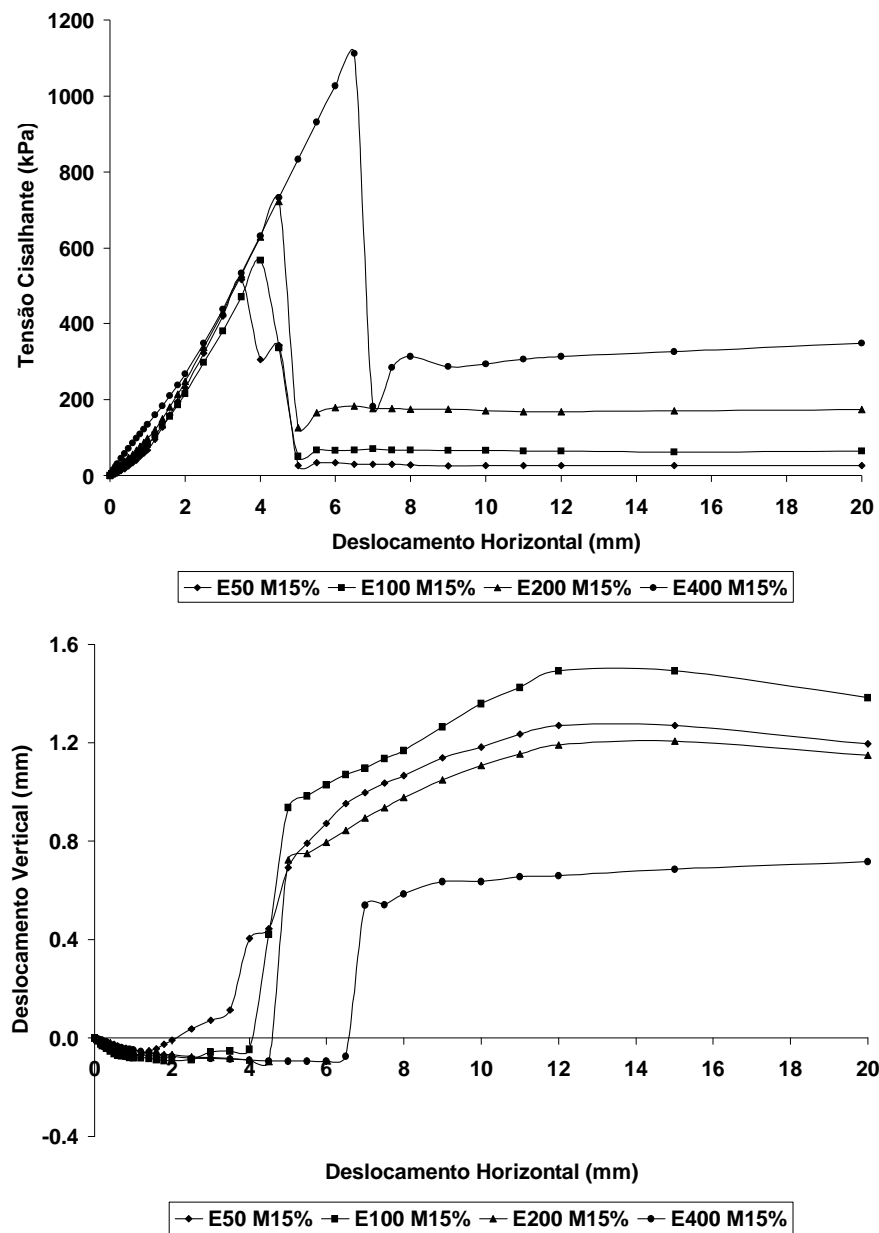 1200
1000
800
600
400
200
0
Tensão Cisalhante (kPa)
0 2 4 6 8 10 12 14 16 18 20
Deslocamento Horizontal (mm)
E50 M15% E100 M15% E200 M15% E400 M15%
1.6
1.2
0.8
0.4
0.0
-0.4
Deslocamento Vertical (mm)
0 2 4 6 8 10 12 14 16 18 20
Deslocamento Horizontal (mm)
E50 M15% E100 M15% E200 M15% E400 M15%